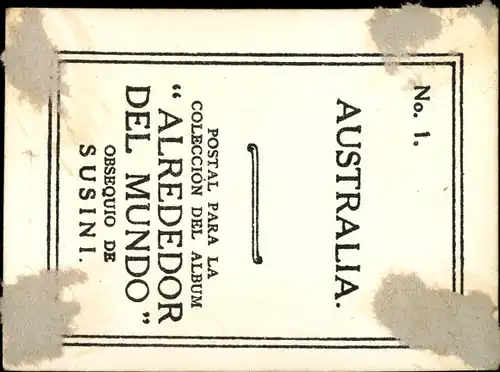 No. 1.
AUSTRALIA.
POSTAL PARA LA
COLECCIÓN DEL ALBUM
“ALREDEDOR
DEL MUNDO”
OBSEQUIO DE
SUSINI.